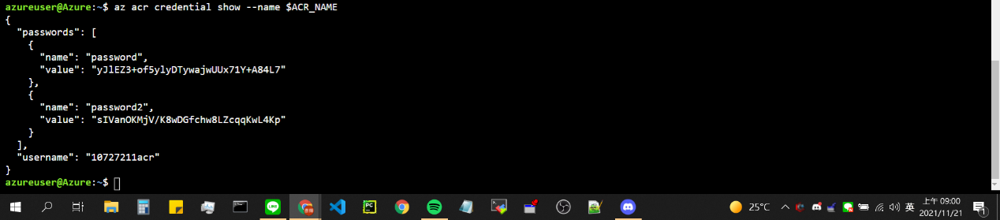 azureuser@Azure:~$ az acr credential show --name $ACR_NAME
{
  "passwords": [
    {
      "name": "password",
      "value": "yJlEZ3+of5ylyDTywajwUUx71Y+A84L7"
    },
    {
      "name": "password2",
      "value": "sIVanOKMjV/K8wDGfchw8LZcqqKwL4Kp"
    }
  ],
  "username": "10727211acr"
}
azureuser@Azure:~$
25°C
英
上午 09:00
2021/11/21